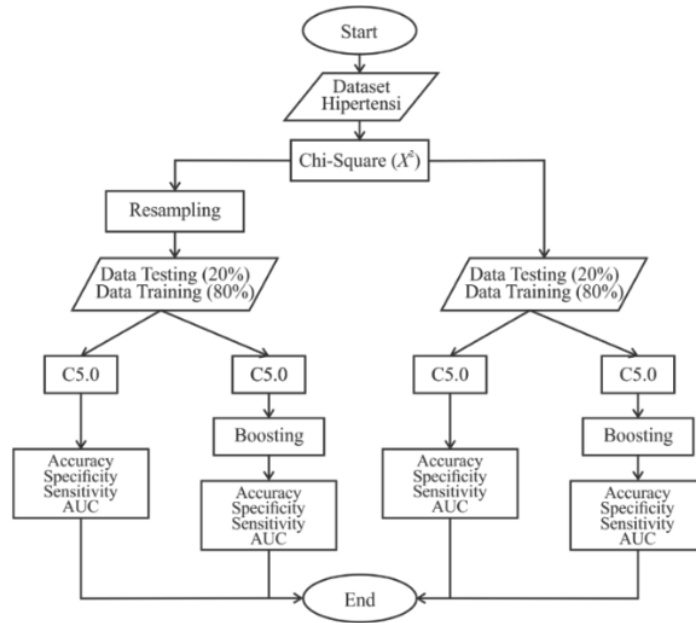 Start
Dataset
Hipertensi
Chi-Square (X²)
Resampling
Data Testing (20%)
Data Training (80%)
Data Testing (20%)
Data Training (80%)
C5.0
C5.0
C5.0
C5.0
Boosting
Boosting
Accuracy
Specificity
Sensitivity
AUC
Accuracy
Specificity
Sensitivity
AUC
Accuracy
Specificity
Sensitivity
AUC
Accuracy
Specificity
Sensitivity
AUC
End